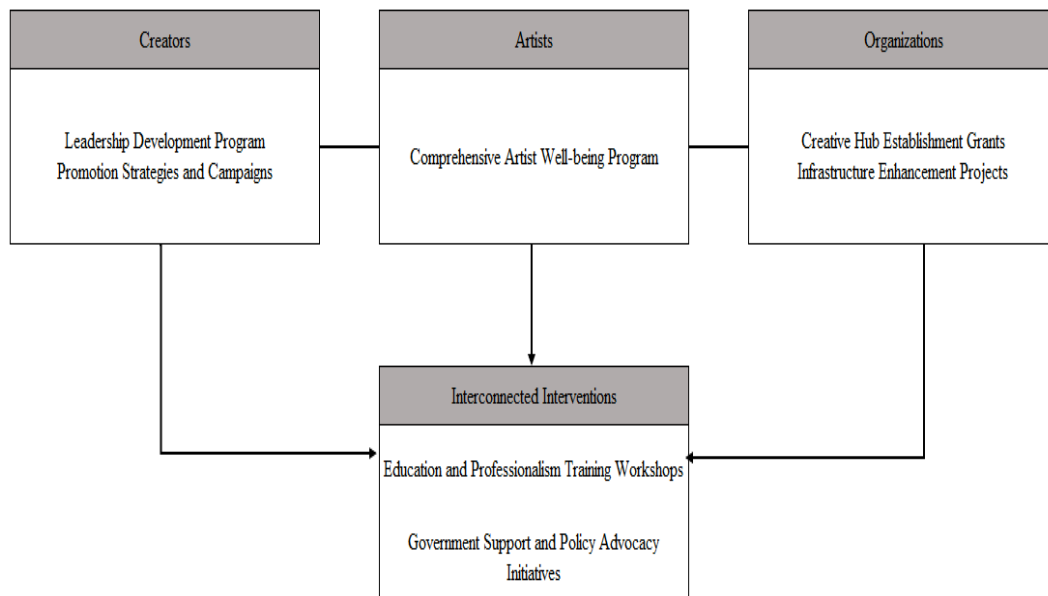 Creators
Leadership Development Program
Promotion Strategies and Campaigns
Artists
Comprehensive Artist Well-being Program
Organizations
Creative Hub Establishment Grants
Infrastructure Enhancement Projects
Interconnected Interventions
Education and Professionalism Training Workshops
Government Support and Policy Advocacy
Initiatives